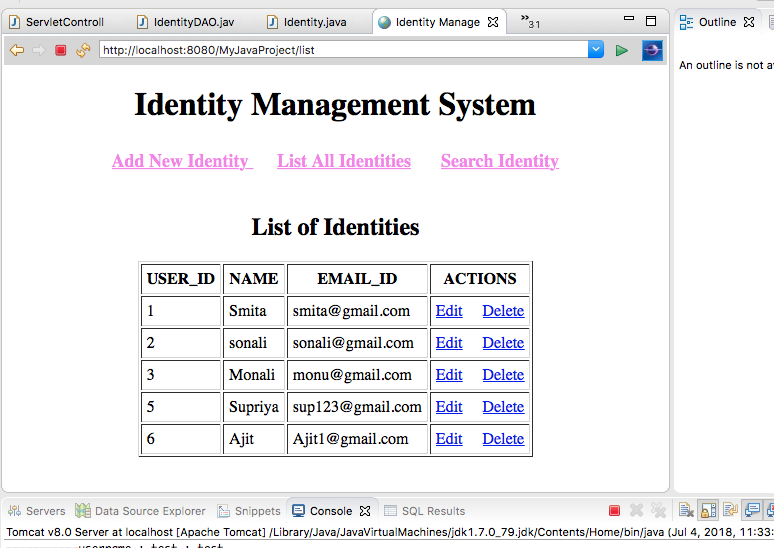 ServletControll IdentityDAO.jav Identity.java Identity Manage »31
Outline
http://localhost:8080/MyJavaProject/list
An outline is not a
Identity Management System
Add New Identity List All Identities Search Identity
List of Identities
USER_ID NAME EMAIL_ID ACTIONS
1 Smita smita@gmail.com Edit Delete
2 sonali sonali@gmail.com Edit Delete
3 Monali monu@gmail.com Edit Delete
5 Supriya sup123@gmail.com Edit Delete
6 Ajit Ajit1@gmail.com Edit Delete
Servers Data Source Explorer Snippets Console SQL Results
Tomcat v8.0 Server at localhost [Apache Tomcat] /Library/Java/JavaVirtualMachines/jdk1.7.0_79.jdk/Contents/Home/bin/java (Jul 4, 2018, 11:33: